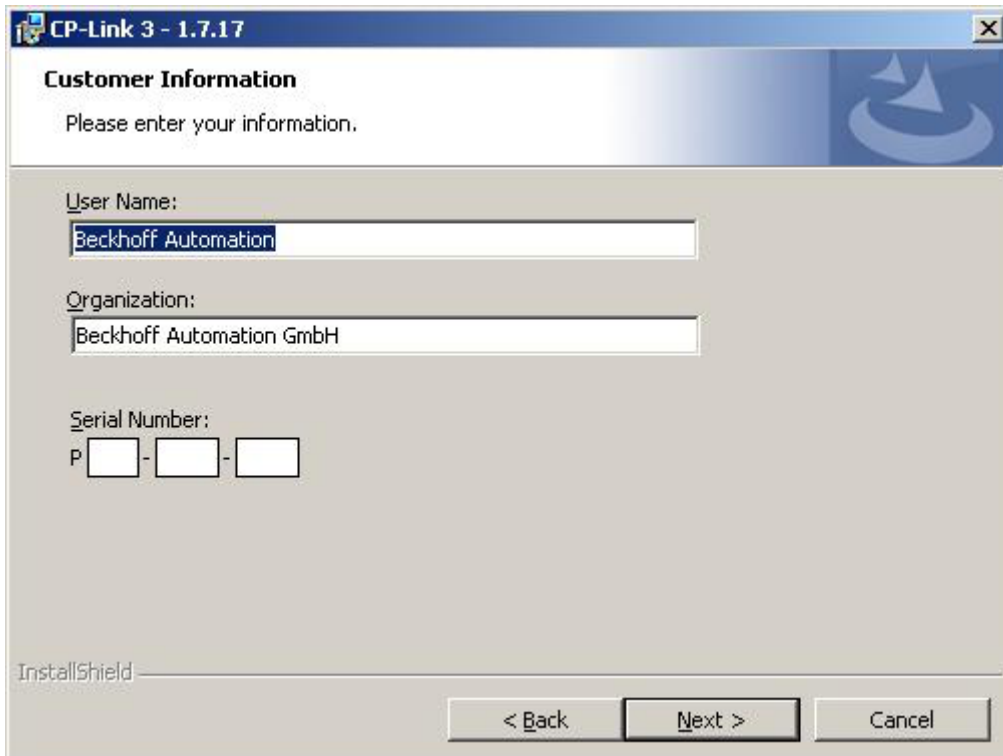 CP-Link 3 - 1.7.17
Customer Information
Please enter your information.
User Name:
Beckhoff Automation
Organization:
Beckhoff Automation GmbH
Serial Number:
P - -
InstallShield
< Back Next > Cancel